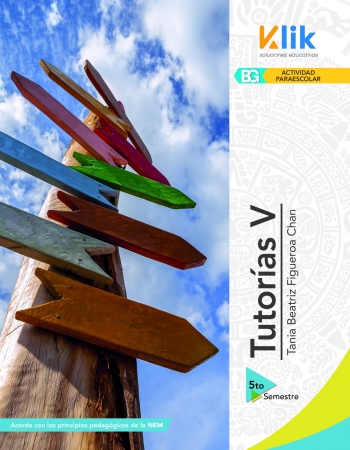 Klik
soluciones educativas
BG
ACTIVIDAD
PARAESCOLAR
Tutorías V
Tania Beatriz Figueroa Chan
5to
Semestre
Acorde con los principios pedagógicos de la NEM